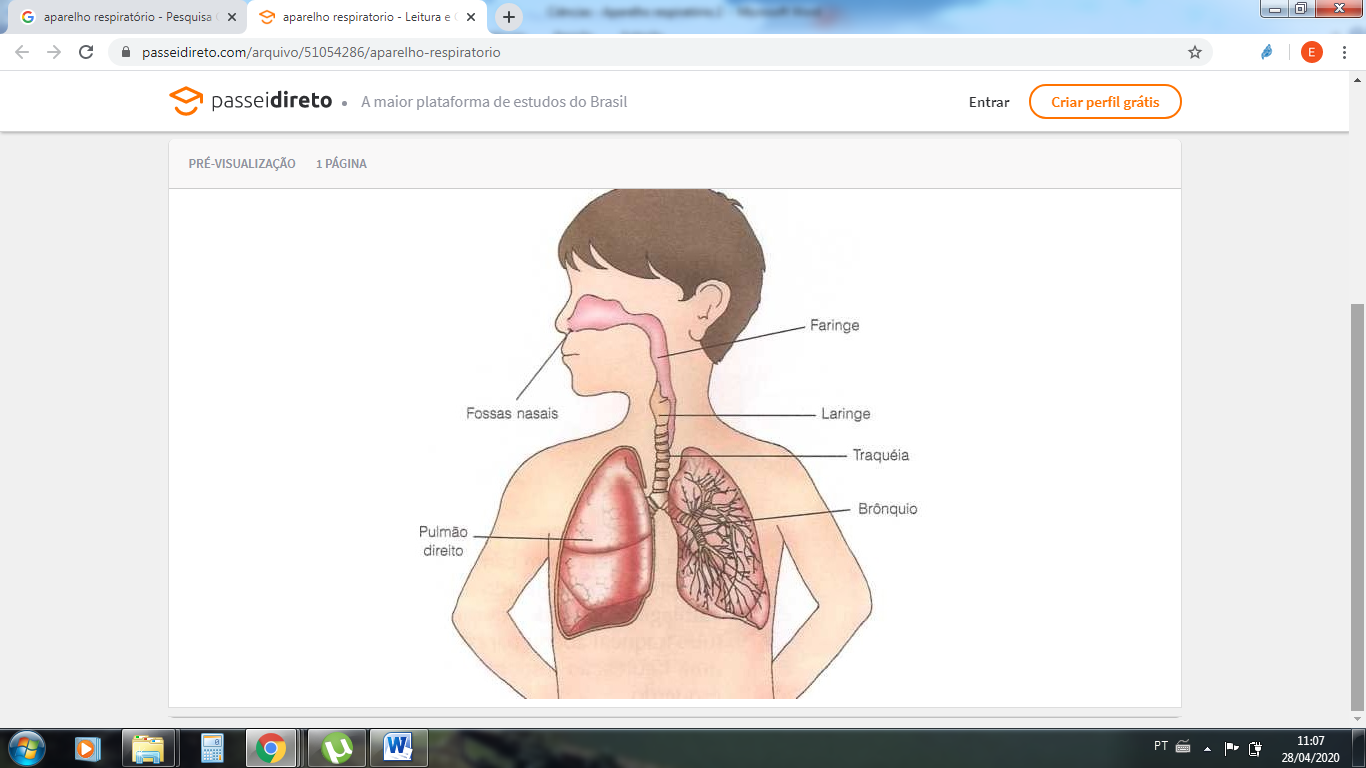 aparelho respiratório - Pesquisa
aparelho respiratorio - Leitura e
passeidireto.com/arquivo/51054286/aparelho-respiratorio
E
passeidireto
A maior plataforma de estudos do Brasil
Entrar
Criar perfil grátis
PRÉ-VISUALIZAÇÃO 1 PÁGINA
Faringe
Fossas nasais
Laringe
Traquéia
Brônquio
Pulmão
direito
PT
11:07
28/04/2020